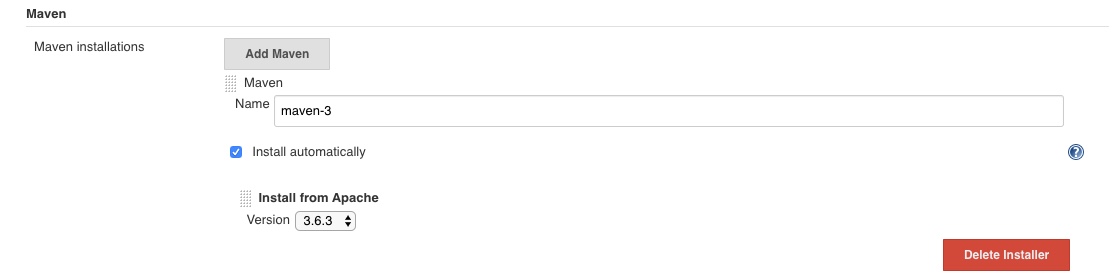 Maven
Maven installations
Add Maven
Maven
Name
maven-3
Install automatically
?
Install from Apache
Version 3.6.3
Delete Installer